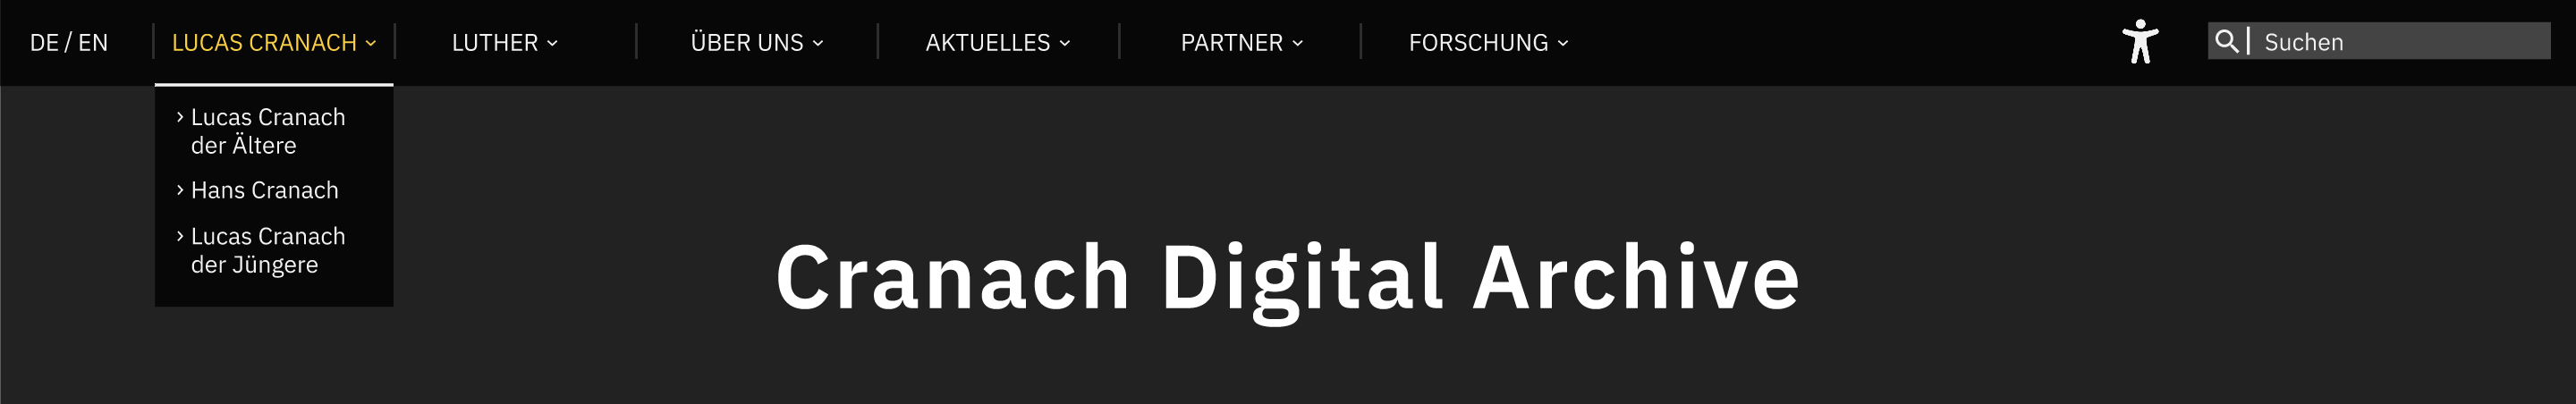 DE / EN
LUCAS CRANACH
LUTHER
ÜBER UNS
AKTUELLES
PARTNER
FORSCHUNG
Suchen
Lucas Cranach
der Ältere
Hans Cranach
Lucas Cranach
der Jüngere
Cranach Digital Archive